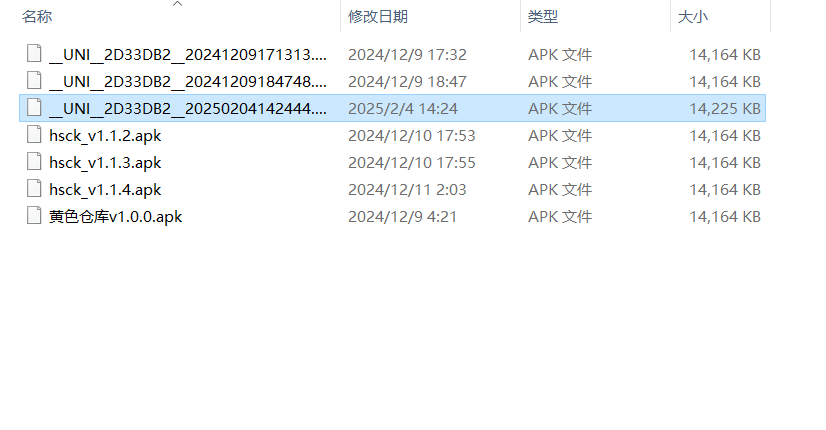 名称 修改日期 类型 大小
__UNI__2D33DB2__20241209171313.... 2024/12/9 17:32 APK 文件 14,164 KB
__UNI__2D33DB2__20241209184748.... 2024/12/9 18:47 APK 文件 14,164 KB
__UNI__2D33DB2__20250204142444.... 2025/2/4 14:24 APK 文件 14,225 KB
hsck_v1.1.2.apk 2024/12/10 17:53 APK 文件 14,164 KB
hsck_v1.1.3.apk 2024/12/10 17:55 APK 文件 14,164 KB
hsck_v1.1.4.apk 2024/12/11 2:03 APK 文件 14,164 KB
黄色仓库v1.0.0.apk 2024/12/9 4:21 APK 文件 14,164 KB